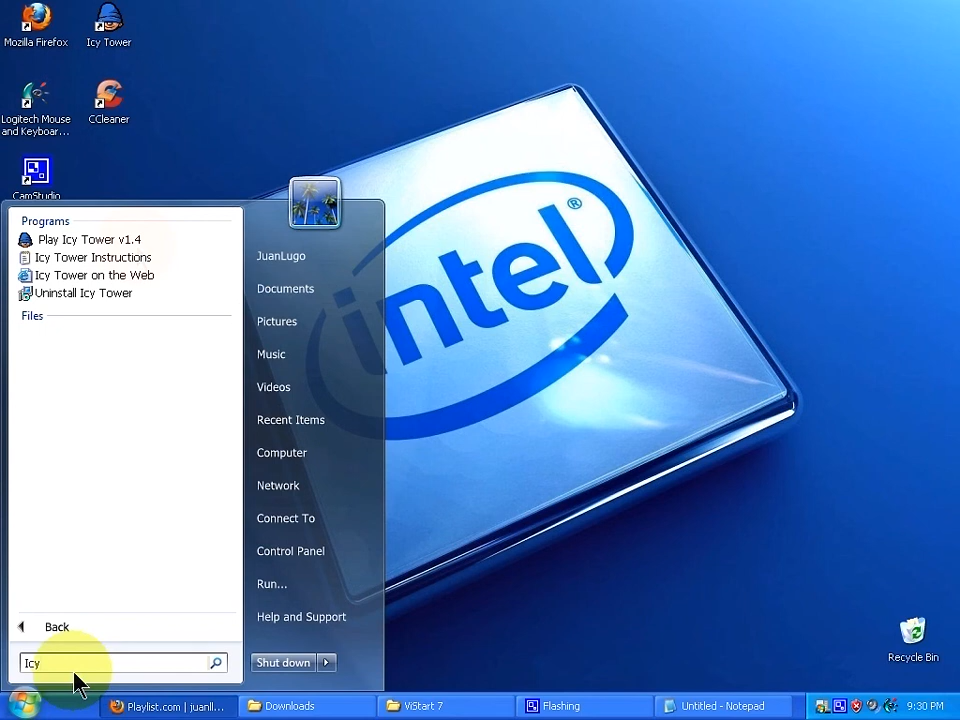 Mozilla Firefox
Icy Tower
Logitech Mouse
and Keyboar...
CCleaner
CamStudio
Programs
Play Icy Tower v1.4
Icy Tower Instructions
Icy Tower on the Web
Uninstall Icy Tower
Files
Back
Icy
JuanLugo
Documents
Pictures
Music
Videos
Recent Items
Computer
Network
Connect To
Control Panel
Run...
Help and Support
Shut down
intel®
Recycle Bin
Playlist.com | juanll...
Downloads
ViStart 7
Flashing
Untitled - Notepad
9:30 PM